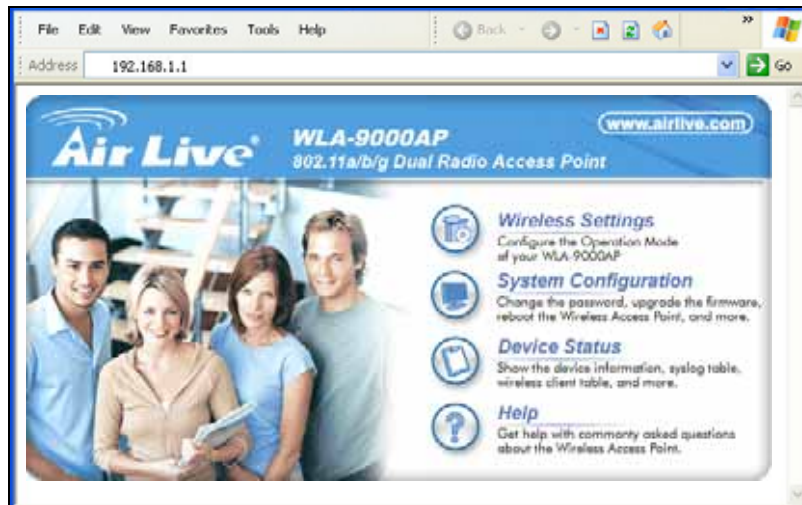 File Edit View Favorites Tools Help Back »
Address 192.168.1.1 Go
Air Live®
WLA-9000AP
802.11a/b/g Dual Radio Access Point
www.airlive.com
Wireless Settings
Configure the Operation Mode
of your WLA-9000AP
System Configuration
Change the password, upgrade the firmware,
reboot the Wireless Access Point, and more.
Device Status
Show the device information, syslog table,
wireless client table, and more.
Help
Get help with commonly asked questions
about the Wireless Access Point.